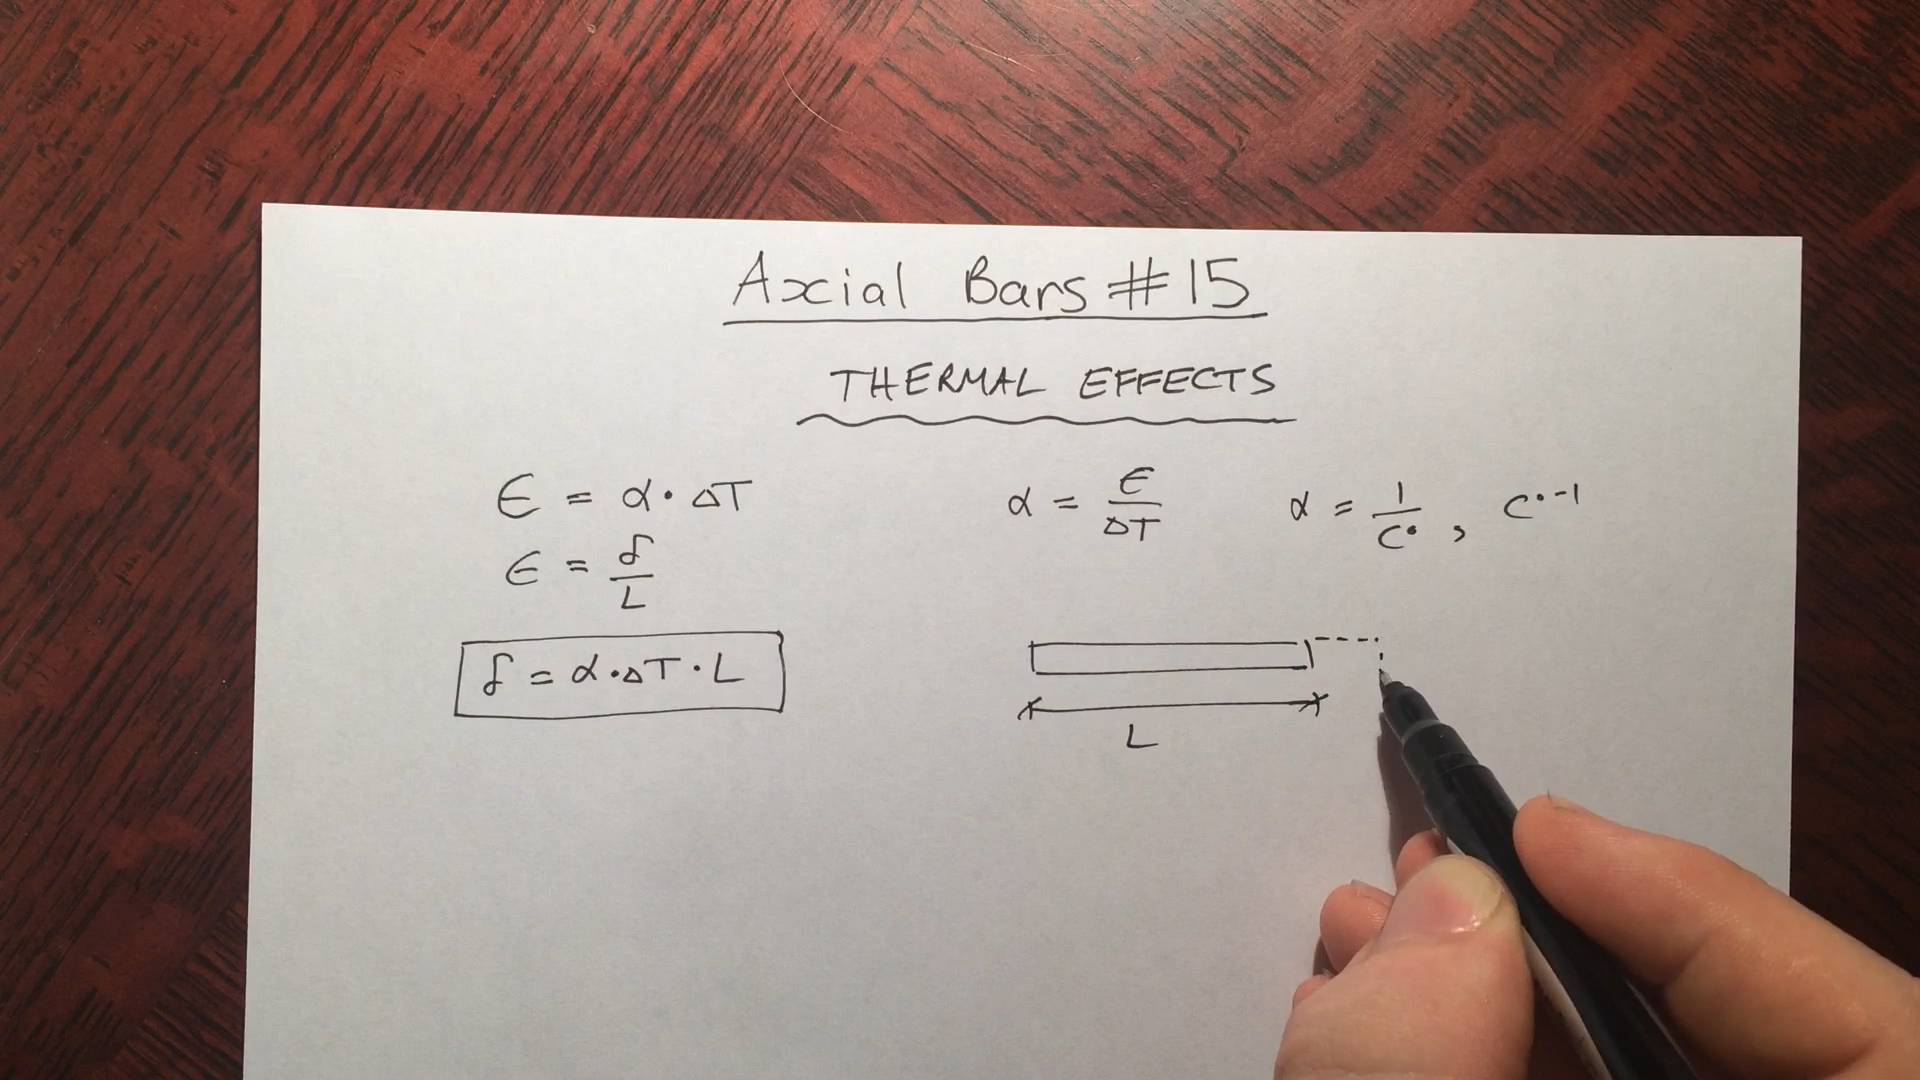 Axial Bars #15
THERMAL EFFECTS
ϵ = α · ΔT
α = ϵ/ΔT
α = 1/C° , C°⁻¹
ϵ = δ/L
δ = α·ΔT·L
L